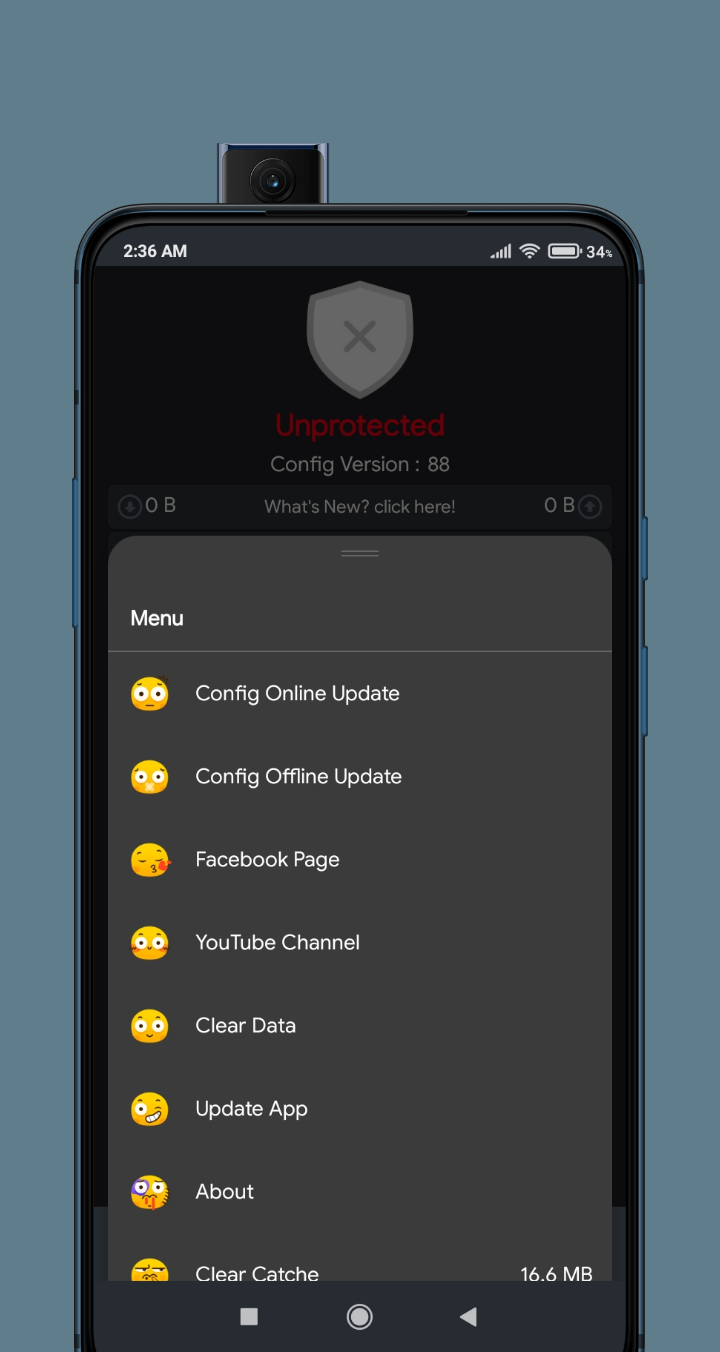 2:36 AM 34%
Unprotected
Config Version : 88
0 B What's New? click here! 0 B
Menu
Config Online Update
Config Offline Update
Facebook Page
YouTube Channel
Clear Data
Update App
About
Clear Catche 16.6 MB